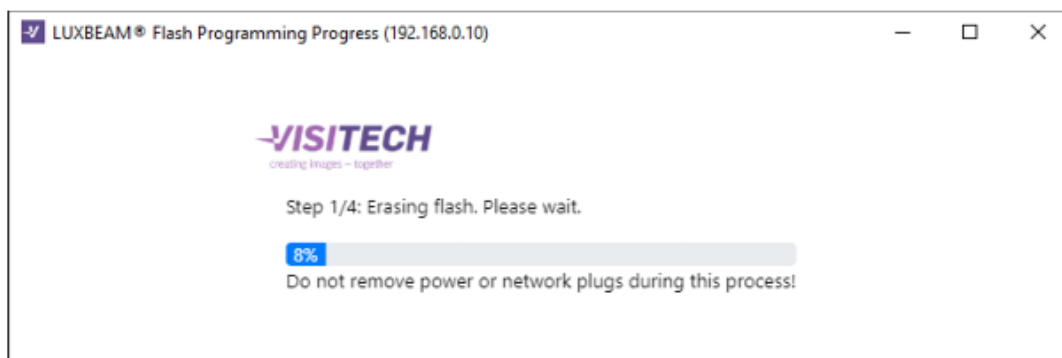 LUXBEAM® Flash Programming Progress (192.168.0.10)
VISITECH
creating images – together
Step 1/4: Erasing flash. Please wait.
8%
Do not remove power or network plugs during this process!